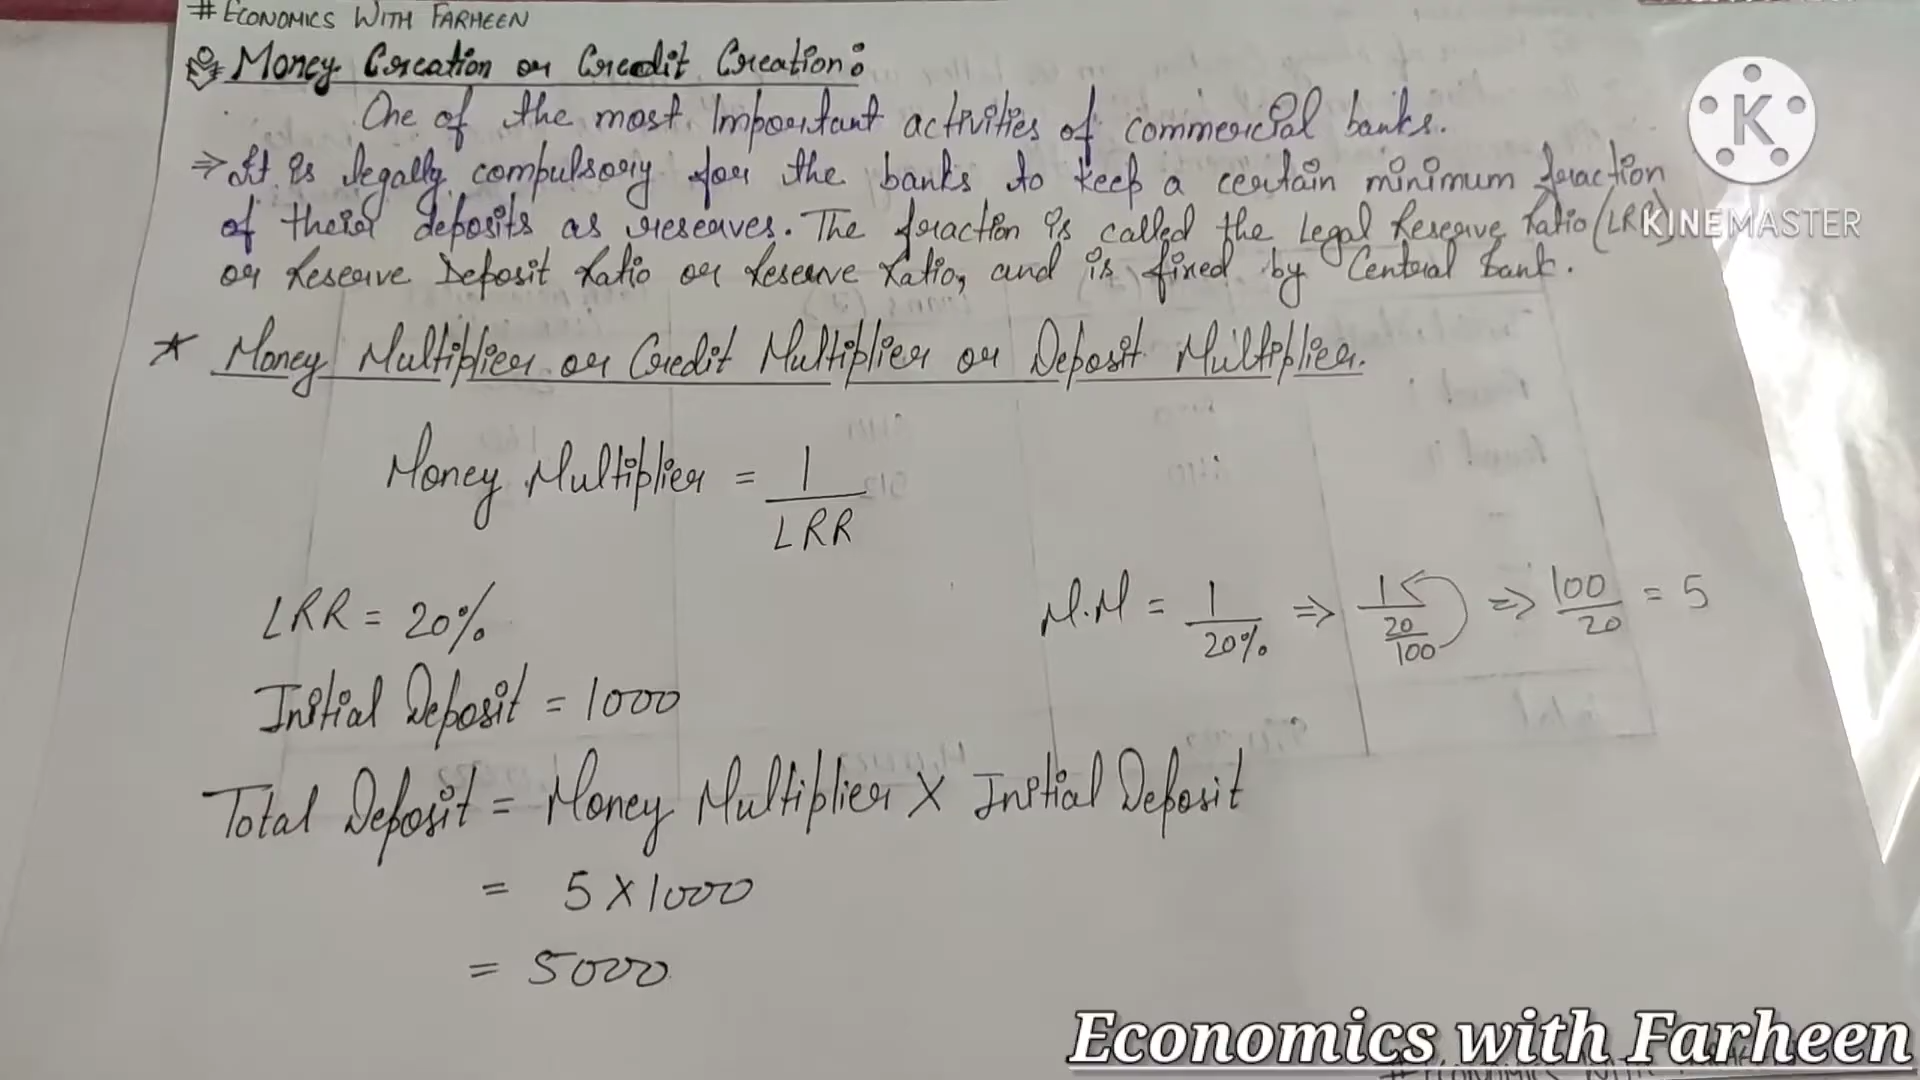 # ECONOMICS WITH FARHEEN
Money Creation or Credit Creation:
One of the most Important activities of commercial banks.
⇒ It is legally compulsory for the banks to keep a certain minimum fraction
of their deposits as reserves. The fraction is called the Legal Reserve Ratio (LRR)
or Reserve Deposit Ratio or Reserve Ratio, and is fixed by Central Bank.
K
KINEMASTER
* Money Multiplier or Credit Multiplier or Deposit Multiplier.
Money Multiplier = 1/LRR
LRR = 20%
M.M = 1/20% ⇒ 1/(20/100) ⇒ 100/20 = 5
Initial Deposit = 1000
Total Deposit = Money Multiplier X Initial Deposit
= 5 X 1000
= 5000
Economics with Farheen